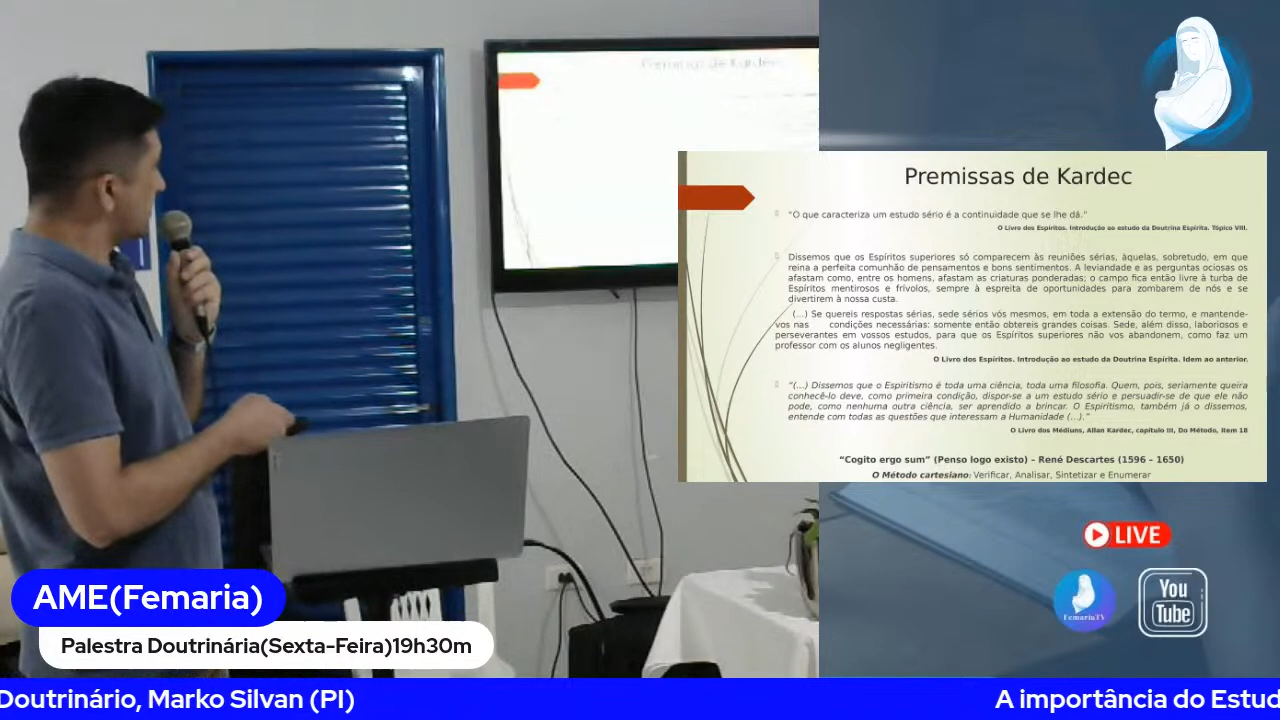 Premissas de Kardec
Premissas de Kardec
“O que caracteriza um estudo sério é a continuidade que se lhe dá.”
O Livro dos Espíritos. Introdução ao estudo da Doutrina Espírita. Tópico VIII.
Dissemos que os Espíritos superiores só comparecem às reuniões sérias, àquelas, sobretudo, em que
reina a perfeita comunhão de pensamentos e bons sentimentos. A leviandade e as perguntas ociosas os
afastam como, entre os homens, afastam as criaturas ponderadas; o campo fica então livre à turba de
Espíritos mentirosos e frívolos, sempre à espreita de oportunidades para zombarem de nós e se
divertirem à nossa custa.
(...) Se quereis respostas sérias, sede sérios vós mesmos, em toda a extensão do termo, e mantende-
vos nas condições necessárias: somente então obtereis grandes coisas. Sede, além disso, laboriosos e
perseverantes em vossos estudos, para que os Espíritos superiores não vos abandonem, como faz um
professor com os alunos negligentes.
O Livro dos Espíritos. Introdução ao estudo da Doutrina Espírita. Idem ao anterior.
“(...) Dissemos que o Espiritismo é toda uma ciência, toda uma filosofia. Quem, pois, seriamente queira
conhecê-lo deve, como primeira condição, dispor-se a um estudo sério e persuadir-se de que ele não
pode, como nenhuma outra ciência, ser aprendido a brincar. O Espiritismo, também já o dissemos,
entende com todas as questões que interessam a Humanidade (...).”
O Livro dos Médiuns, Allan Kardec, capítulo III, Do Método, item 18
“Cogito ergo sum” (Penso logo existo) – René Descartes (1596 – 1650)
O Método cartesiano: Verificar, Analisar, Sintetizar e Enumerar
LIVE
FemariaTV
You
Tube
AME(Femaria)
Palestra Doutrinária(Sexta-Feira)19h30m
Doutrinário, Marko Silvan (PI)
A importância do Estud